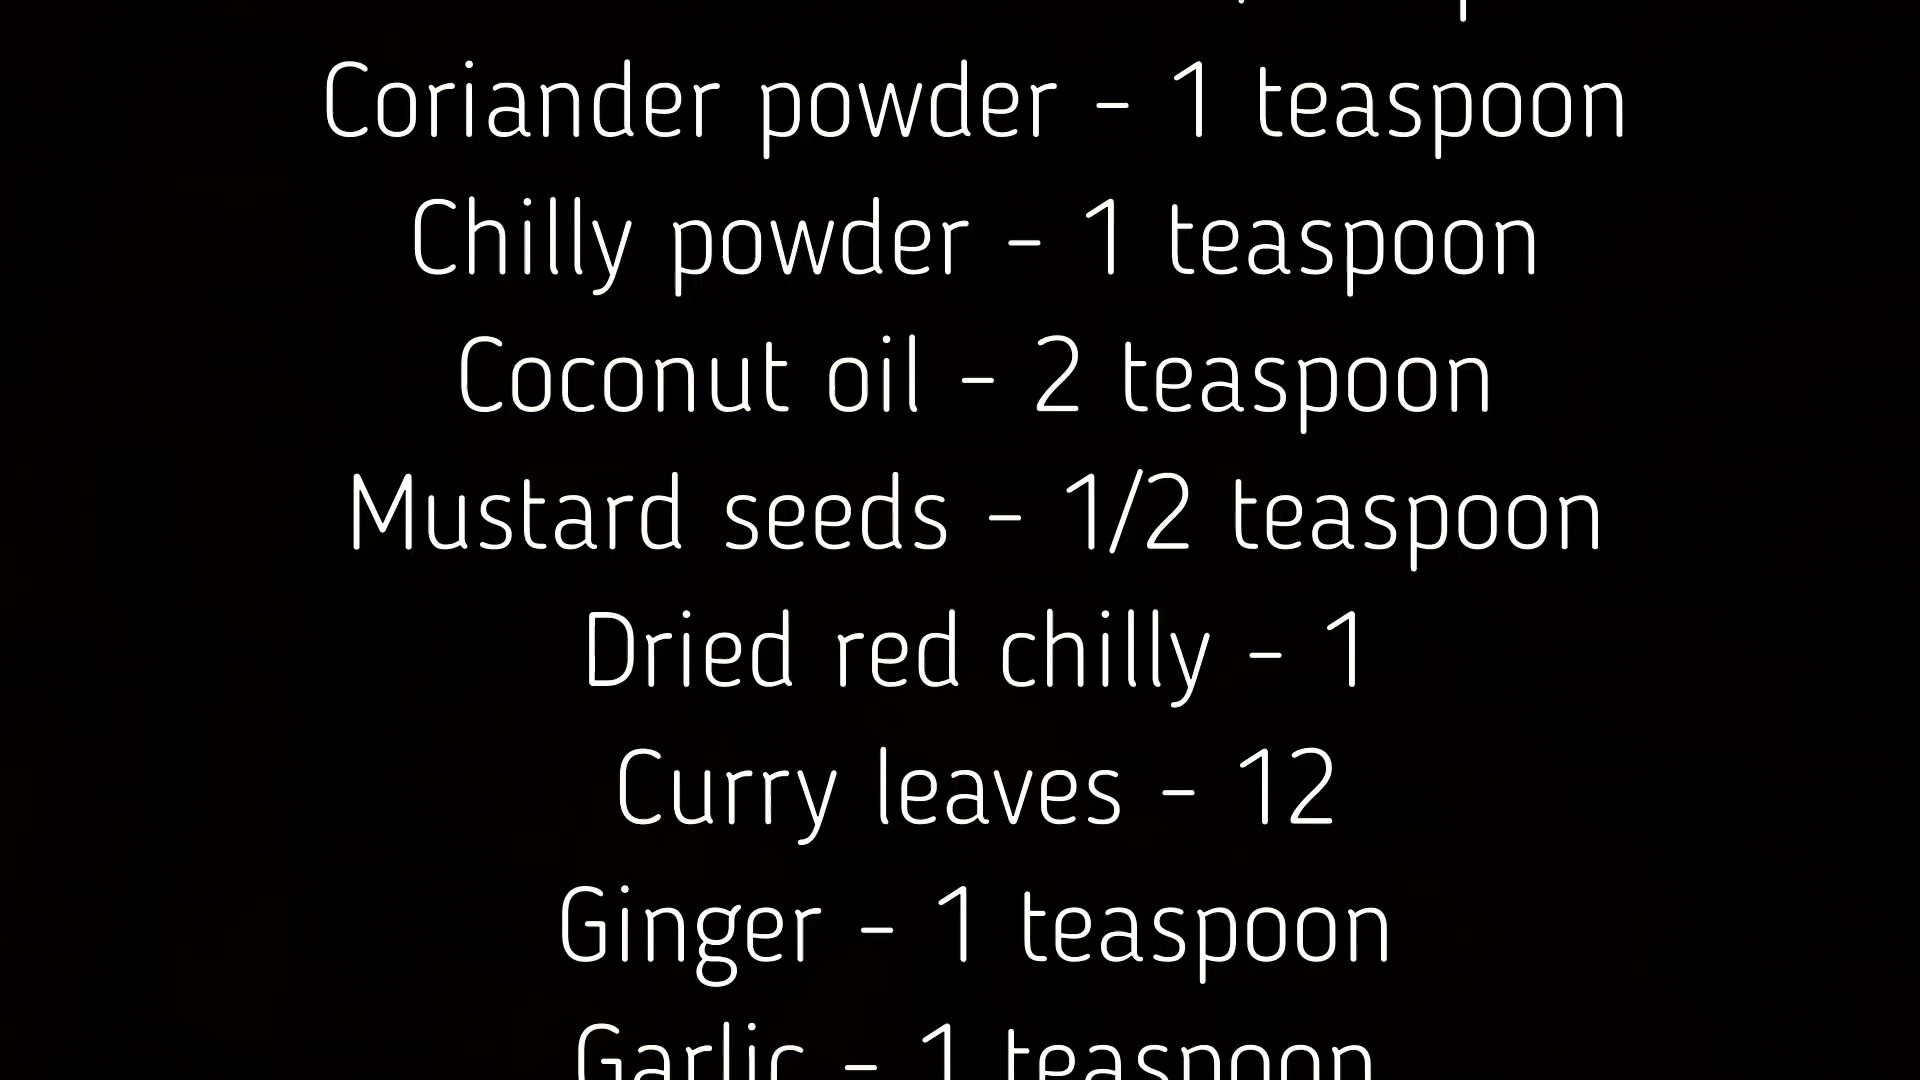 Coriander powder - 1 teaspoon
Chilly powder - 1 teaspoon
Coconut oil - 2 teaspoon
Mustard seeds - 1/2 teaspoon
Dried red chilly - 1
Curry leaves - 12
Ginger - 1 teaspoon
Garlic - 1 teaspoon